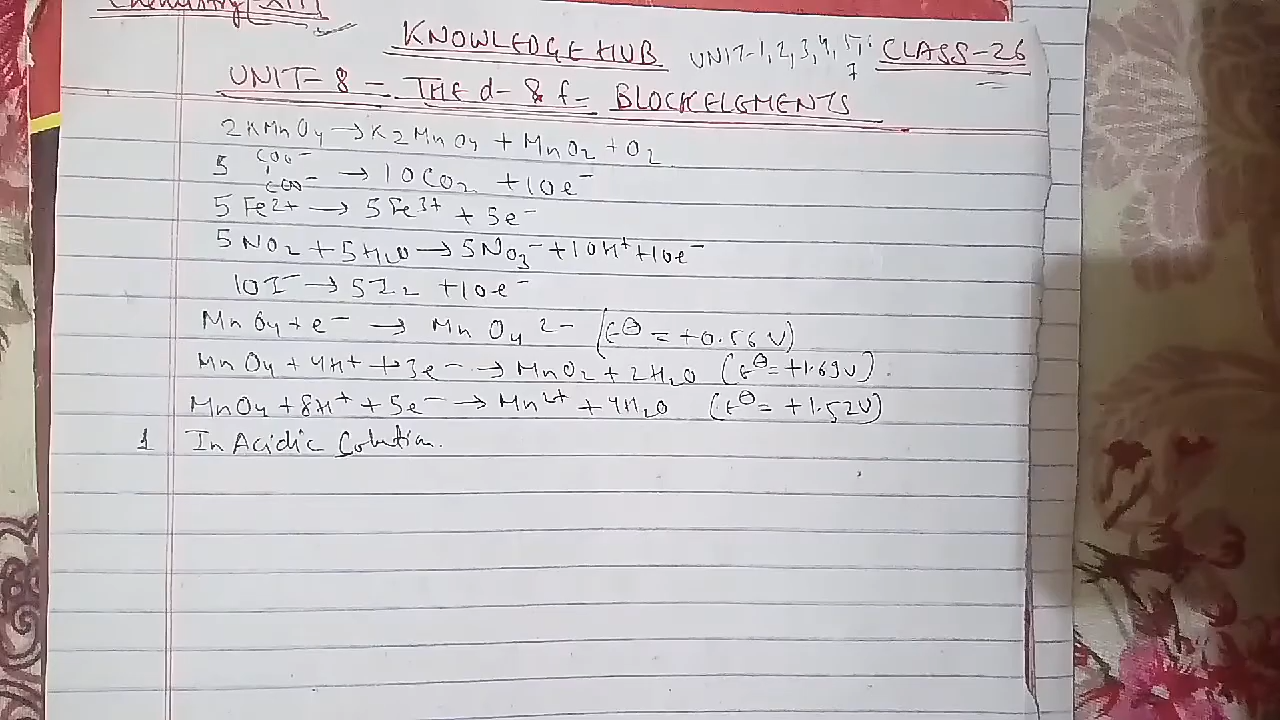 Chemistry [XII]
KNOWLEDGE HUB UNIT-1,2,3,4,5, 7 CLASS-26
UNIT-8 - THE d- & f- BLOCK ELEMENTS
2KMnO4 → K2MnO4 + MnO2 + O2
5 COO⁻ | COO⁻ → 10CO2 + 10e⁻
5Fe2+ → 5Fe3+ + 5e⁻
5NO2 + 5H2O → 5NO3⁻ + 10H⁺ + 10e⁻
10I⁻ → 5I2 + 10e⁻
MnO4 + e⁻ → MnO4 2- (E⊖ = +0.56V)
MnO4 + 4H⁺ + 3e⁻ → MnO2 + 2H2O (E⊖ = +1.69V)
MnO4 + 8H⁺ + 5e⁻ → Mn2+ + 4H2O (E⊖ = +1.52V)
1 In Acidic Solution.